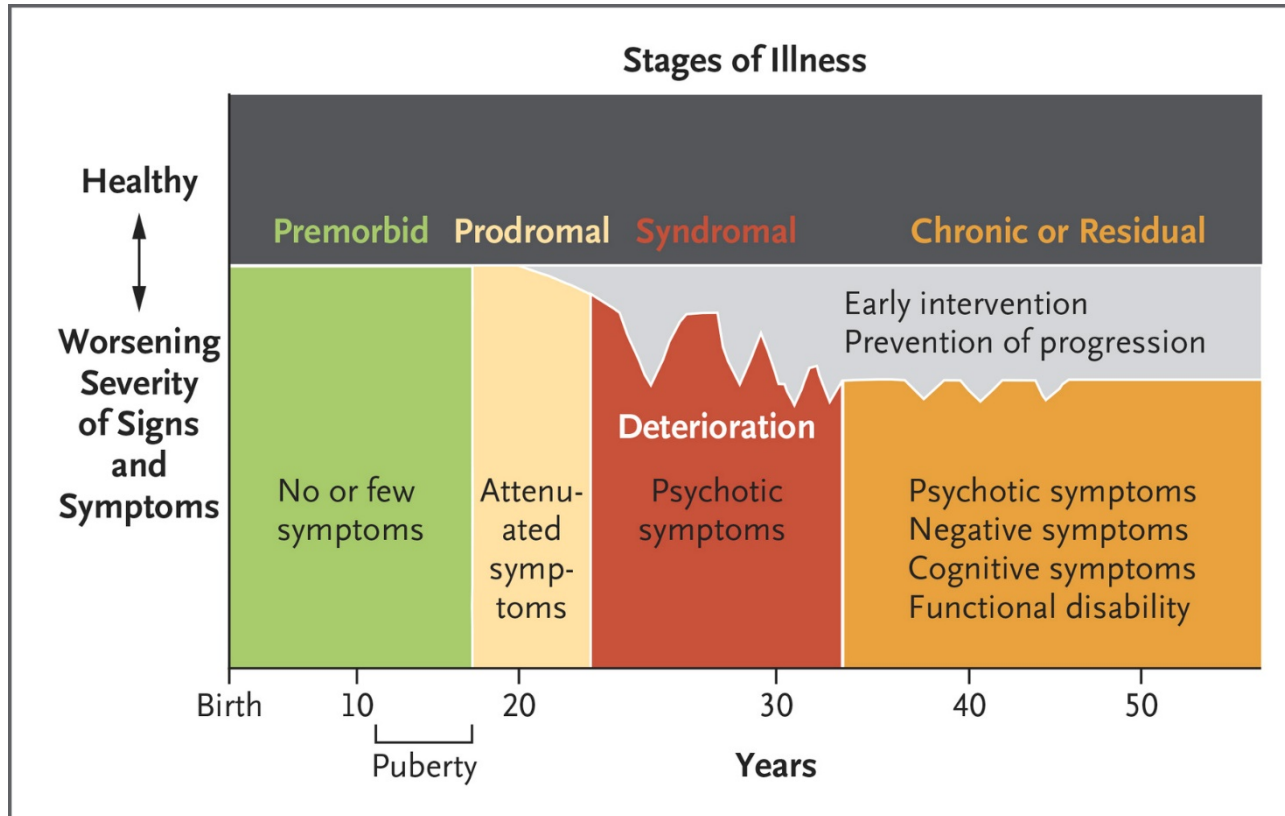 Stages of Illness
Healthy
Worsening
Severity
of Signs
and
Symptoms
Premorbid
Prodromal
Syndromal
Chronic or Residual
Early intervention
Prevention of progression
Deterioration
No or few
symptoms
Attenu-
ated
symp-
toms
Psychotic
symptoms
Psychotic symptoms
Negative symptoms
Cognitive symptoms
Functional disability
Birth
10
20
30
40
50
Puberty
Years